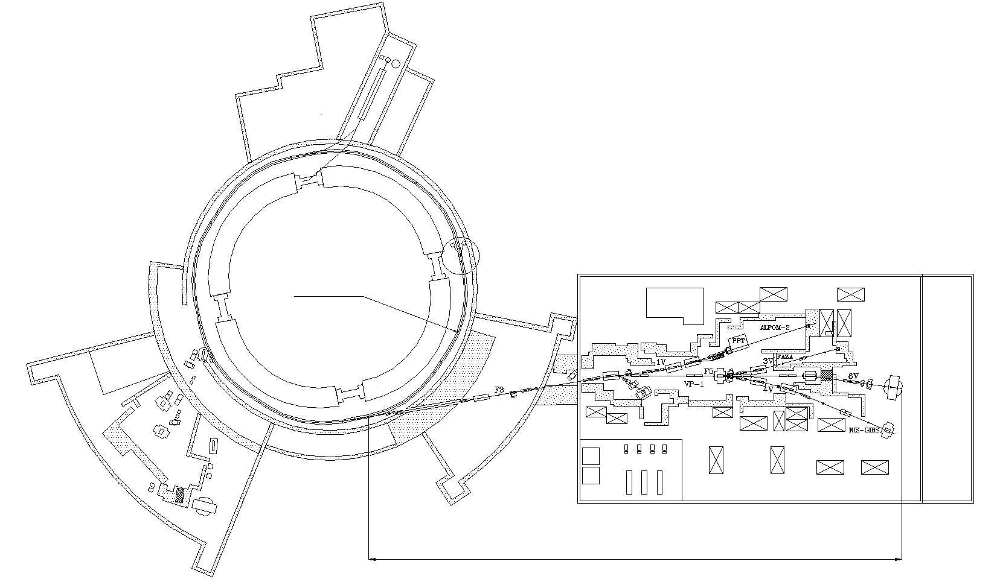 ALPOM-2
PPT
FAZA
1V
3V
F5
6V
VP-1
4V
F3
NIS-GIBS